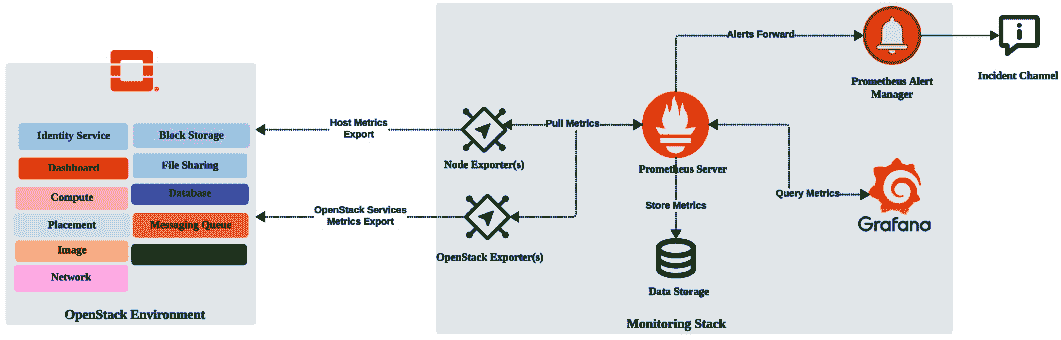 Identity Service
Block Storage
Dashboard
File Sharing
Compute
Database
Placement
Messaging Queue
Image
Network
OpenStack Environment
Host Metrics
Export
OpenStack Services
Metrics Export
Node Exporter(s)
OpenStack Exporter(s)
Pull Metrics
Prometheus Server
Store Metrics
Data Storage
Alerts Forward
Prometheus Alert
Manager
Incident Channel
Query Metrics
Grafana
Monitoring Stack